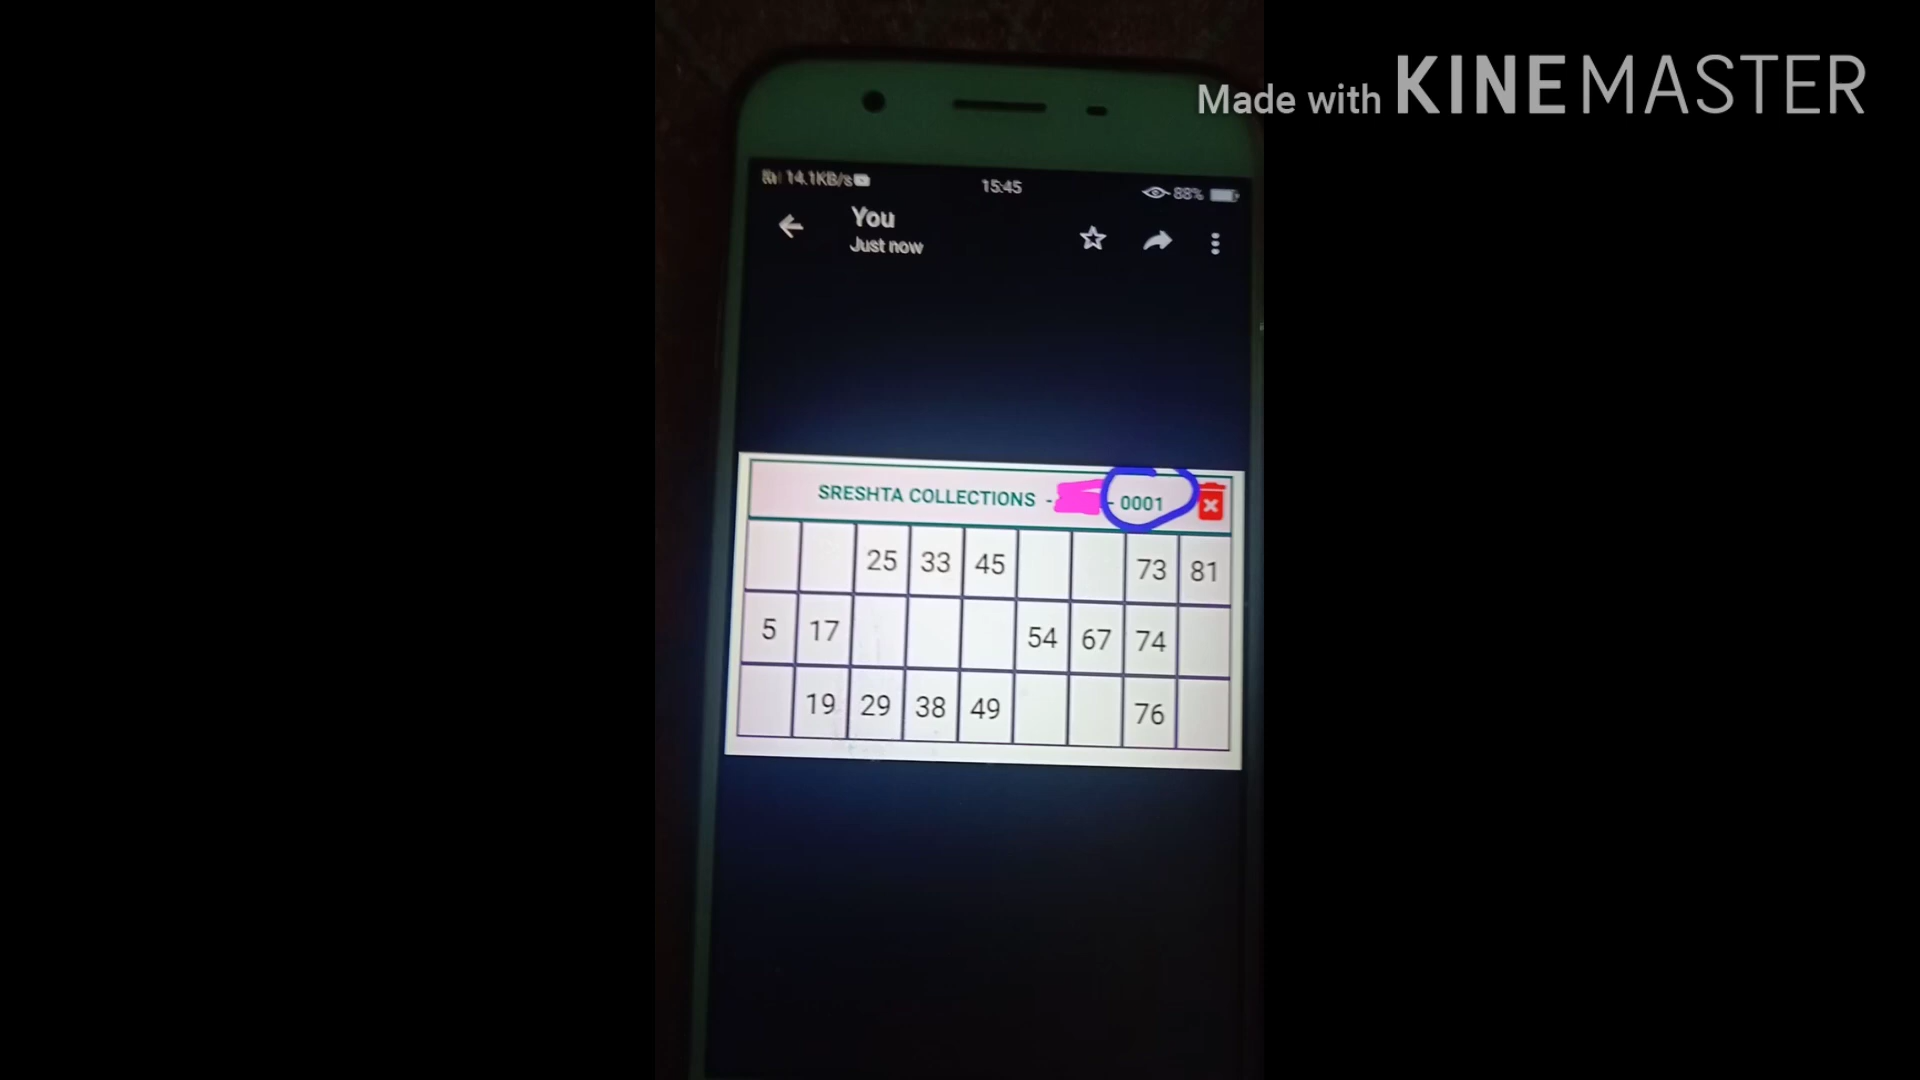 Made with KINEMASTER
14.1KB/s 15:45 88%
You
Just now
SRESHTA COLLECTIONS - - 0001
25 33 45 73 81
5 17 54 67 74
19 29 38 49 76